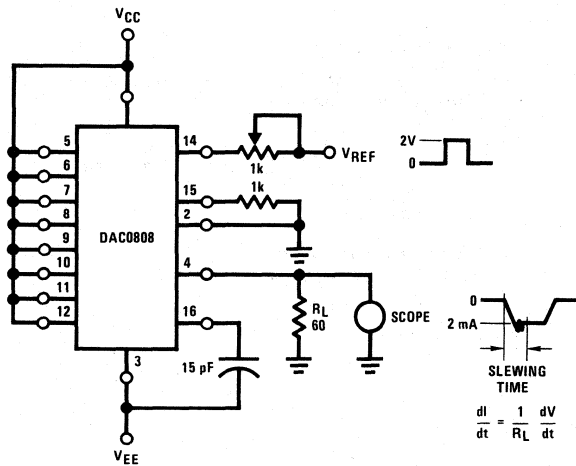 VCC
5
6
7
8
9
10
11
12
DAC0808
14
15
2
4
16
3
1k
1k
VREF
2V
0
RL
60
SCOPE
15 pF
VEE
0
2 mA
SLEWING
TIME
dI/dt = 1/RL dV/dt